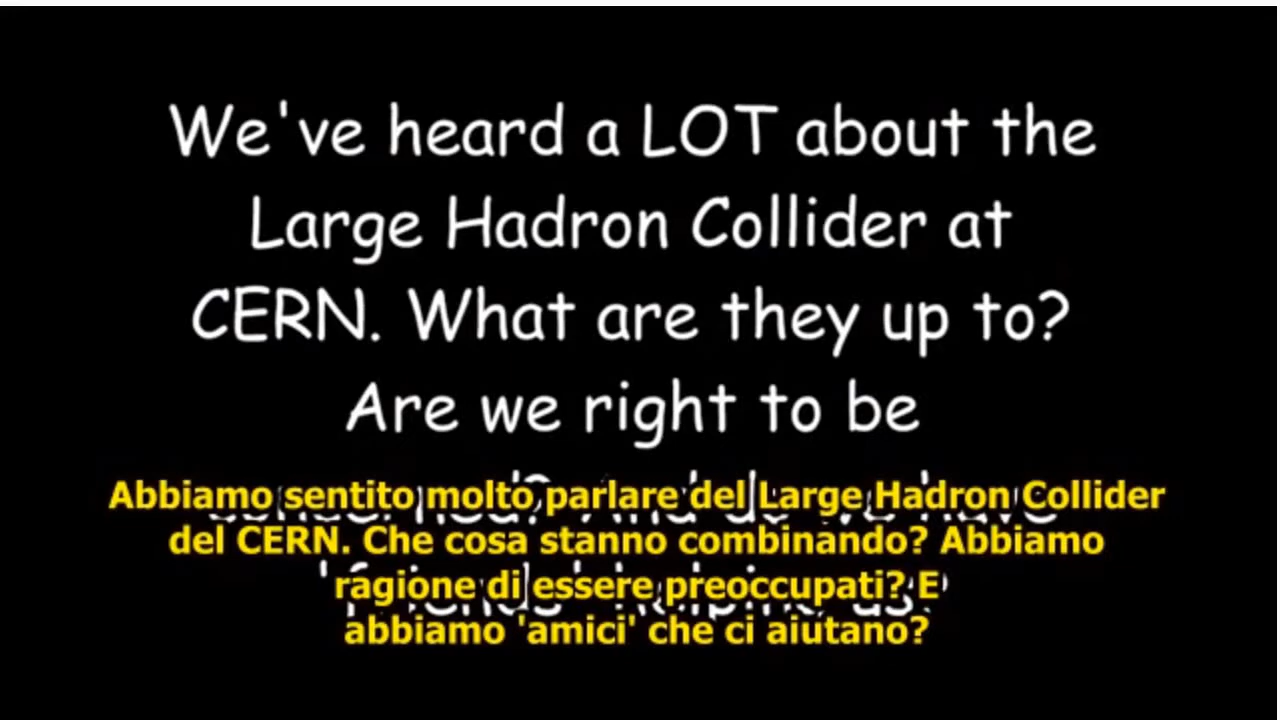 We've heard a LOT about the
Large Hadron Collider at
CERN. What are they up to?
Are we right to be
Abbiamo sentito molto parlare del Large Hadron Collider
del CERN. Che cosa stanno combinando? Abbiamo
ragione di essere preoccupati? E
abbiamo 'amici' che ci aiutano?